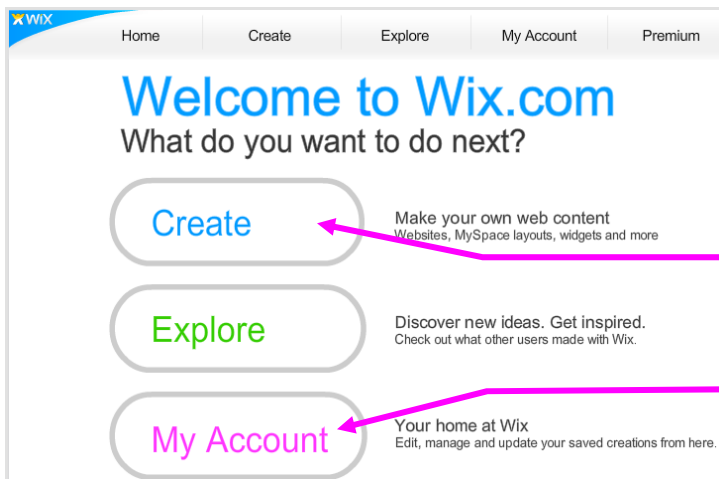 WiX
Home Create Explore My Account Premium
Welcome to Wix.com
What do you want to do next?
Create
Make your own web content
Websites, MySpace layouts, widgets and more
Explore
Discover new ideas. Get inspired.
Check out what other users made with Wix.
My Account
Your home at Wix
Edit, manage and update your saved creations from here.